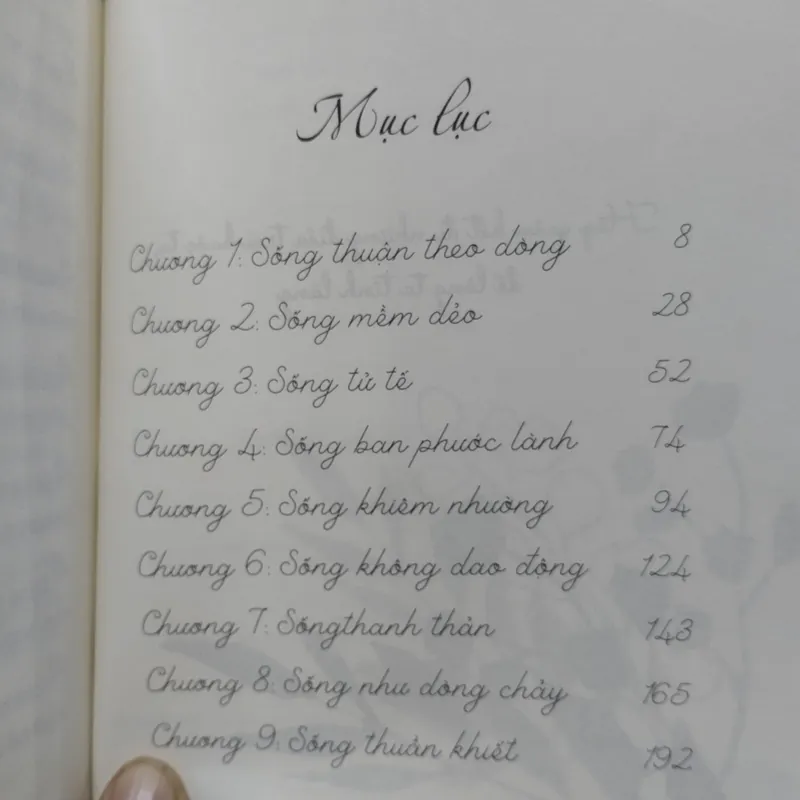 Mục lục
Chương 1: Sống thuận theo dòng 8
Chương 2: Sống mềm dẻo 28
Chương 3: Sống tử tế 52
Chương 4: Sống ban phước lành 74
Chương 5: Sống khiêm nhường 94
Chương 6: Sống không dao động 124
Chương 7: Sốngthanh thản 143
Chương 8: Sống như dòng chảy 165
Chương 9: Sống thuần khiết 192